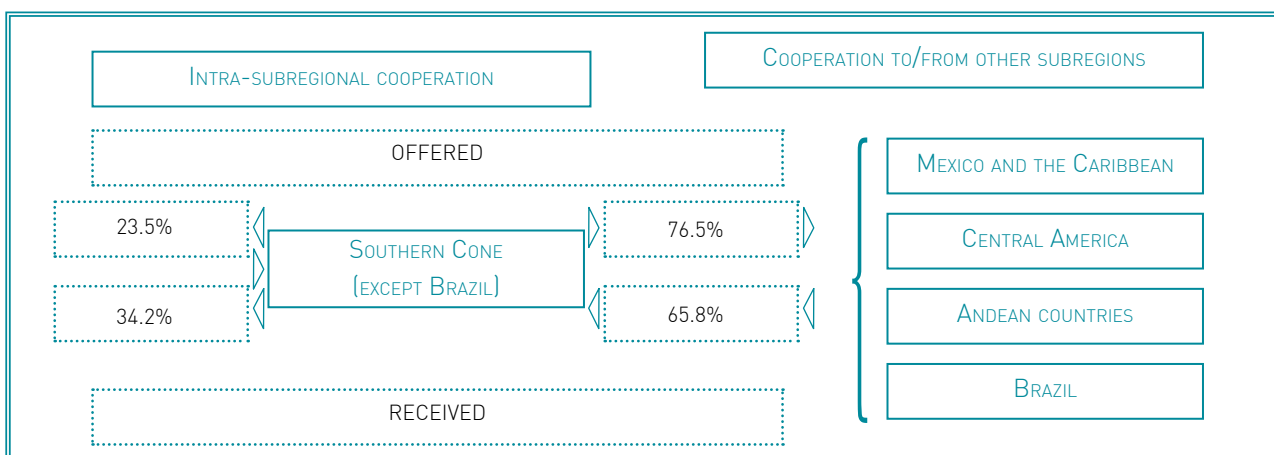 INTRA-SUBREGIONAL COOPERATION
COOPERATION TO/FROM OTHER SUBREGIONS
OFFERED
23.5%
76.5%
SOUTHERN CONE
(EXCEPT BRAZIL)
34.2%
65.8%
RECEIVED
MEXICO AND THE CARIBBEAN
CENTRAL AMERICA
ANDEAN COUNTRIES
BRAZIL